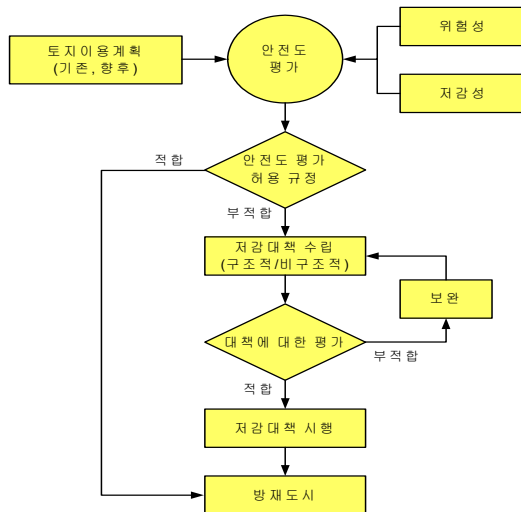 토지이용계획
(기존, 향후)
안전도
평가
위험성
저감성
적합
안전도 평가
허용 규정
부적합
저감대책 수립
(구조적/비구조적)
보완
대책에 대한 평가
부적합
적합
저감대책 시행
방재도시